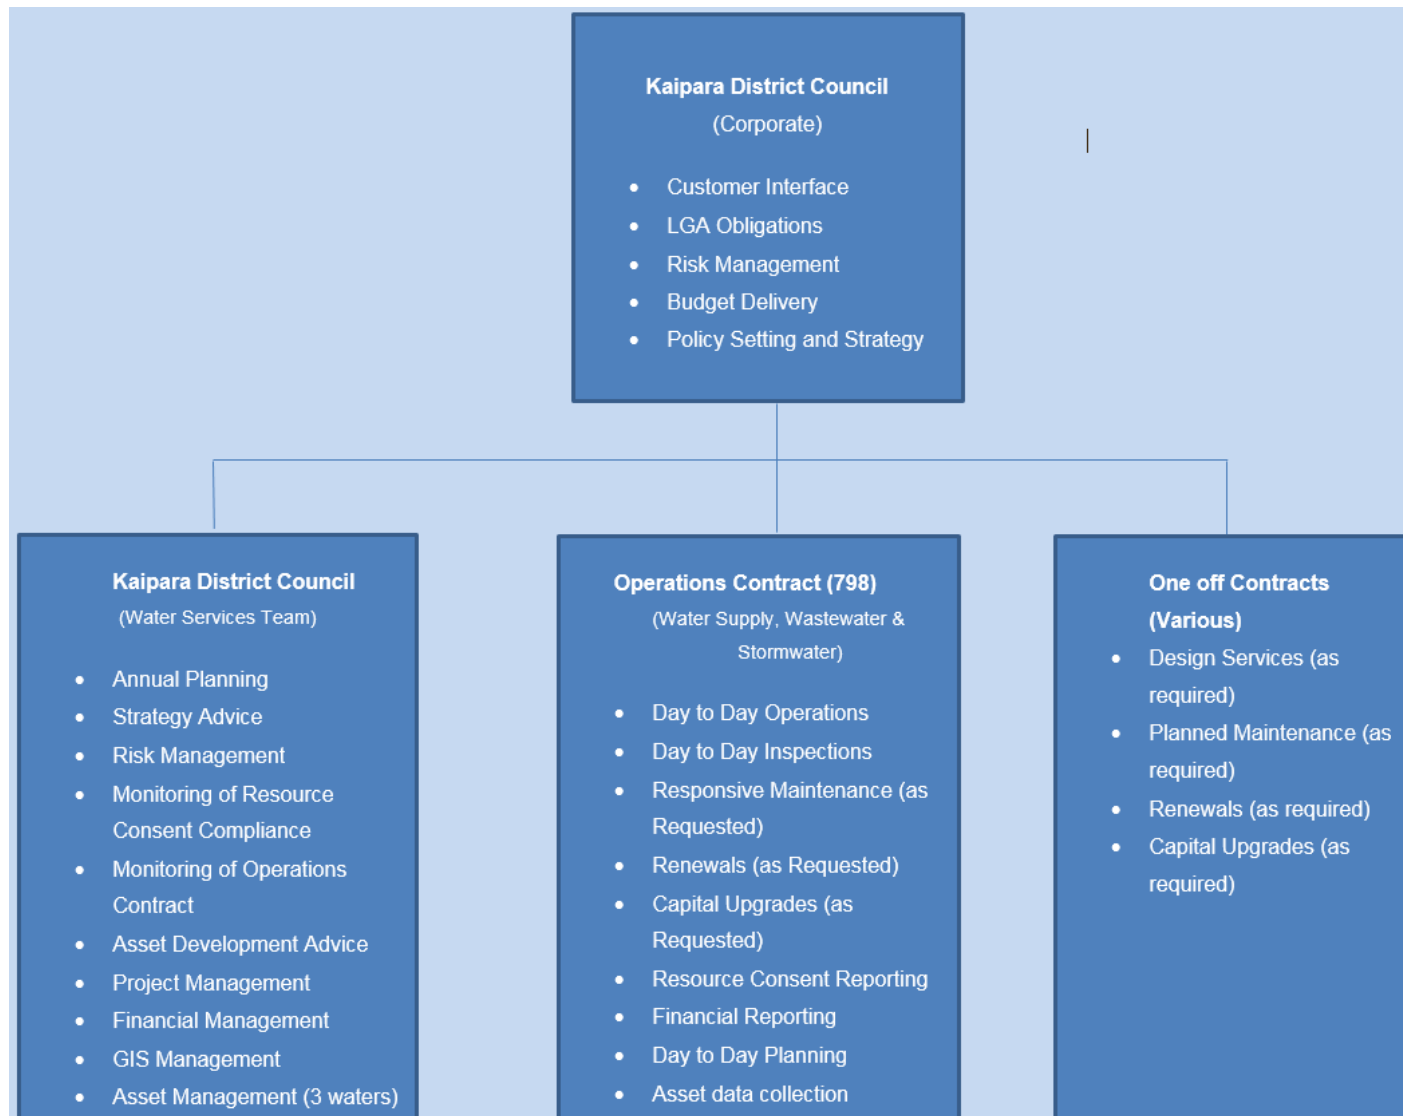 Kaipara District Council
(Corporate)
• Customer Interface
• LGA Obligations
• Risk Management
• Budget Delivery
• Policy Setting and Strategy
Kaipara District Council
(Water Services Team)
• Annual Planning
• Strategy Advice
• Risk Management
• Monitoring of Resource
Consent Compliance
• Monitoring of Operations
Contract
• Asset Development Advice
• Project Management
• Financial Management
• GIS Management
• Asset Management (3 waters)
Operations Contract (798)
(Water Supply, Wastewater &
Stormwater)
• Day to Day Operations
• Day to Day Inspections
• Responsive Maintenance (as
Requested)
• Renewals (as Requested)
• Capital Upgrades (as
Requested)
• Resource Consent Reporting
• Financial Reporting
• Day to Day Planning
• Asset data collection
One off Contracts
(Various)
• Design Services (as
required)
• Planned Maintenance (as
required)
• Renewals (as required)
• Capital Upgrades (as
required)